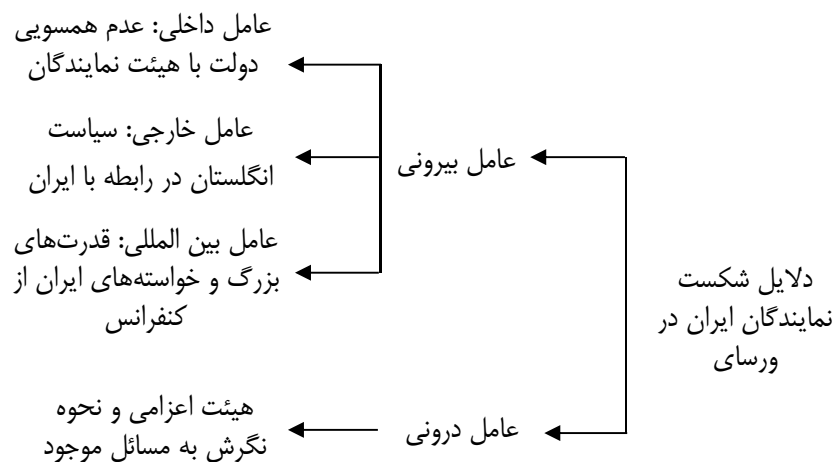 دلایل شکست
نمایندگان ایران در
ورسای
عامل بیرونی
عامل داخلی: عدم همسویی
دولت با هیئت نمایندگان
عامل خارجی: سیاست
انگلستان در رابطه با ایران
عامل بین المللی: قدرت‌های
بزرگ و خواسته‌های ایران از
کنفرانس
عامل درونی
هیئت اعزامی و نحوه
نگرش به مسائل موجود